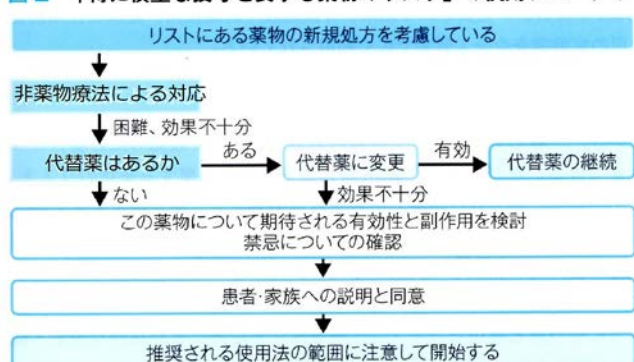 リストにある薬物の新規処方を考慮している
非薬物療法による対応
困難、効果不十分
代替薬はあるか
ある
代替薬に変更
有効
代替薬の継続
ない
効果不十分
この薬物について期待される有効性と副作用を検討
禁忌についての確認
患者・家族への説明と同意
推奨される使用法の範囲に注意して開始する